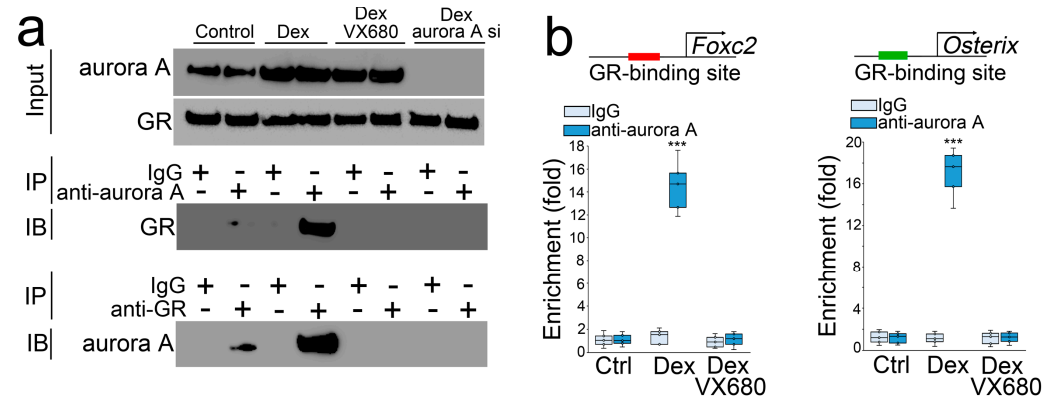 a
Control Dex Dex VX680 Dex aurora A si
Input
aurora A
GR
IP
IgG + - + - + - + -
anti-aurora A - + - + - + - +
IB
GR
IP
IgG + - + - + - + -
anti-GR - + - + - + - +
IB
aurora A
b
Foxc2
GR-binding site
IgG
anti-aurora A
***
Enrichment (fold)
18
16
14
12
10
8
6
4
2
0
Ctrl Dex Dex
VX680
Osterix
GR-binding site
IgG
anti-aurora A
***
Enrichment (fold)
20
16
12
8
4
0
Ctrl Dex Dex
VX680